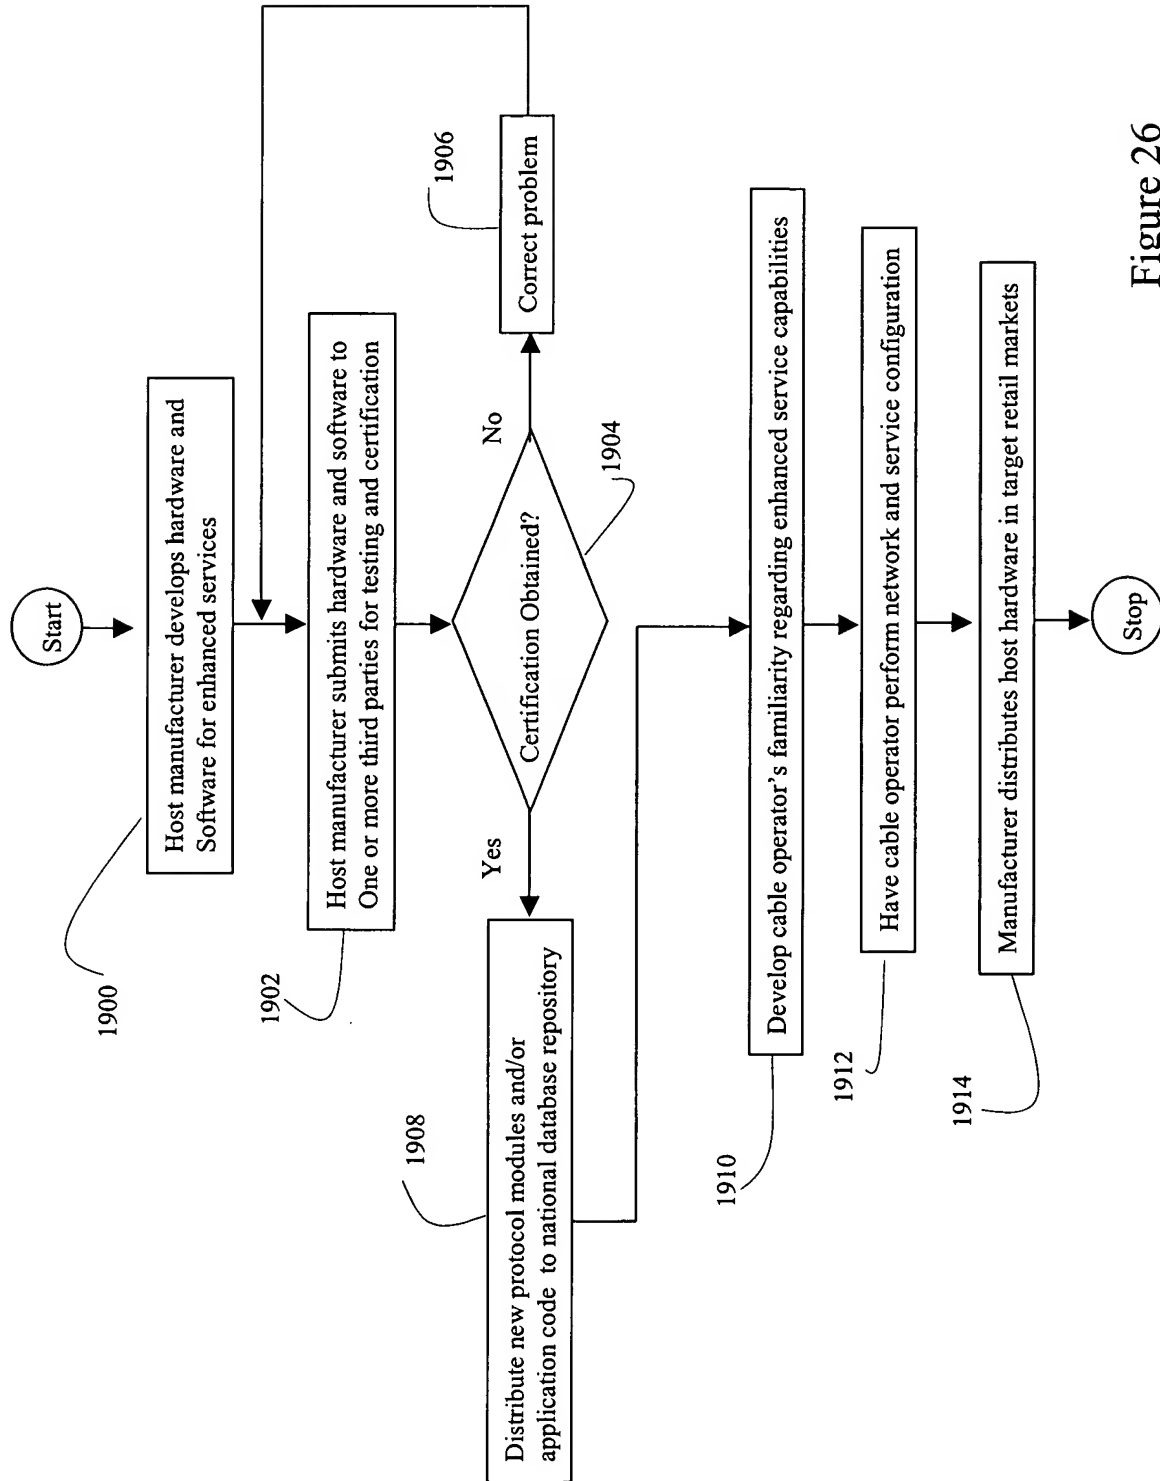 Start
Host manufacturer develops hardware and
Software for enhanced services
1900
Host manufacturer submits hardware and software to
One or more third parties for testing and certification
1902
Certification Obtained?
1904
No
Correct problem
1906
Yes
Distribute new protocol modules and/or
application code to national database repository
1908
Develop cable operator's familiarity regarding enhanced service capabilities
1910
Have cable operator perform network and service configuration
1912
Manufacturer distributes host hardware in target retail markets
1914
Stop
Figure 26